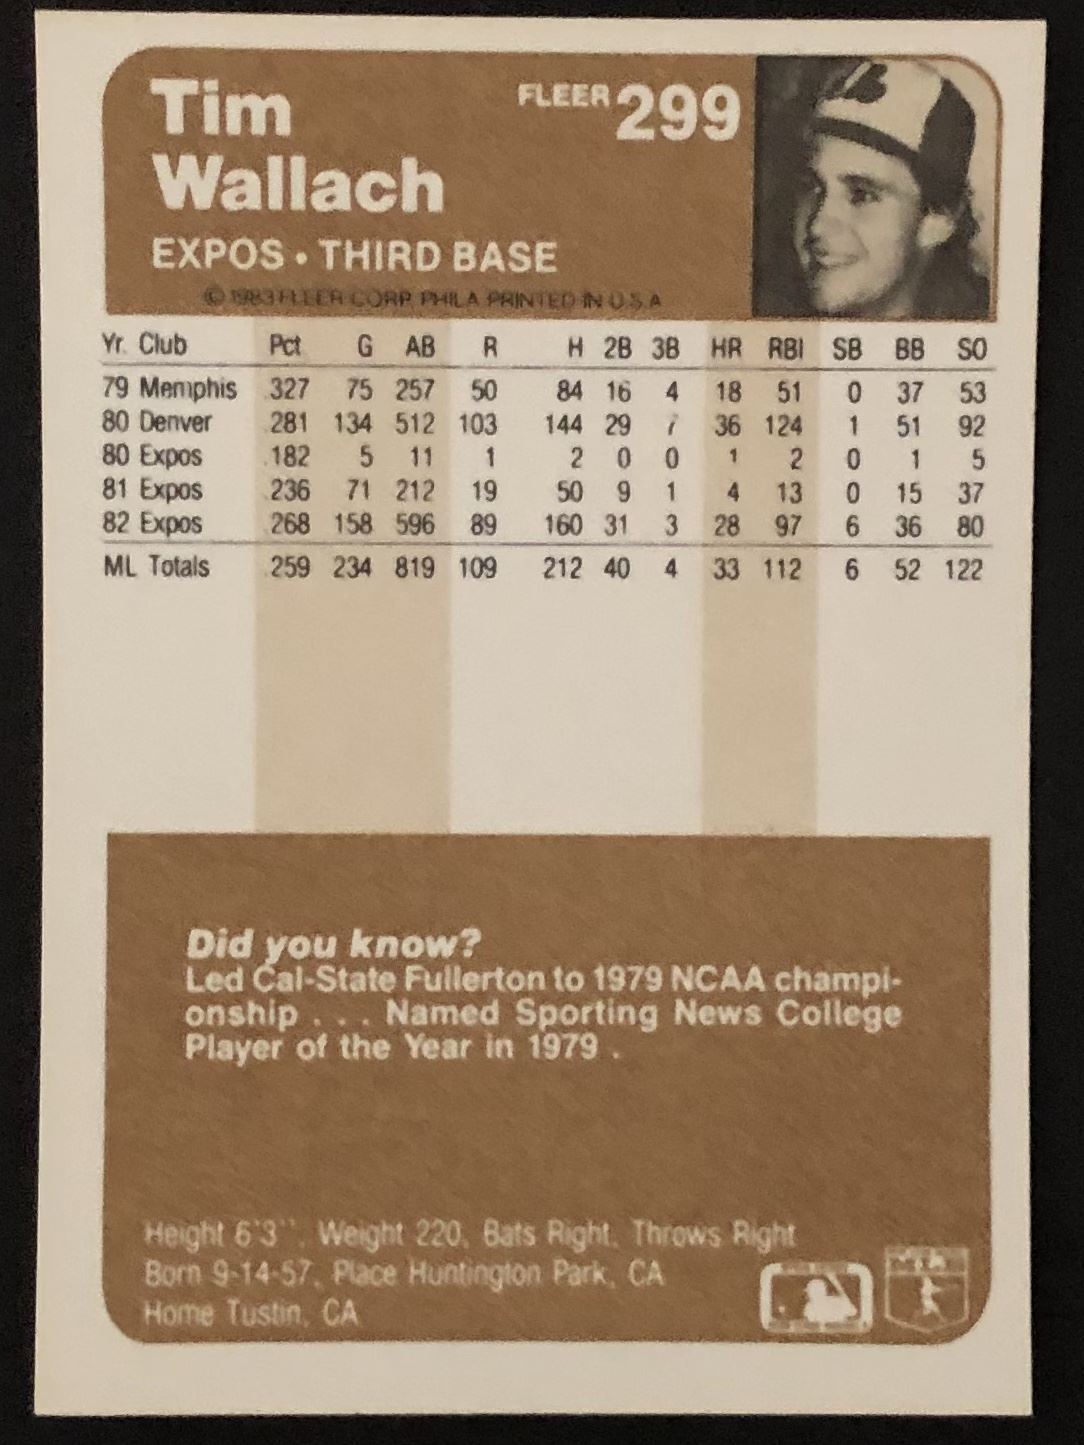 Tim
Wallach
FLEER 299
EXPOS • THIRD BASE
© 1983 FLEER CORP. PHILA PRINTED IN U.S.A.
Yr. Club Pct G AB R H 2B 3B HR RBI SB BB SO
79 Memphis .327 75 257 50 84 16 4 18 51 0 37 53
80 Denver .281 134 512 103 144 29 7 36 124 1 51 92
80 Expos .182 5 11 1 2 0 0 1 2 0 1 5
81 Expos .236 71 212 19 50 9 1 4 13 0 15 37
82 Expos .268 158 596 89 160 31 3 28 97 6 36 80
ML Totals .259 234 819 109 212 40 4 33 112 6 52 122
Did you know?
Led Cal-State Fullerton to 1979 NCAA champi-
onship . . . Named Sporting News College
Player of the Year in 1979 .
Height 6'3'', Weight 220, Bats Right, Throws Right
Born 9-14-57, Place Huntington Park, CA
Home Tustin, CA